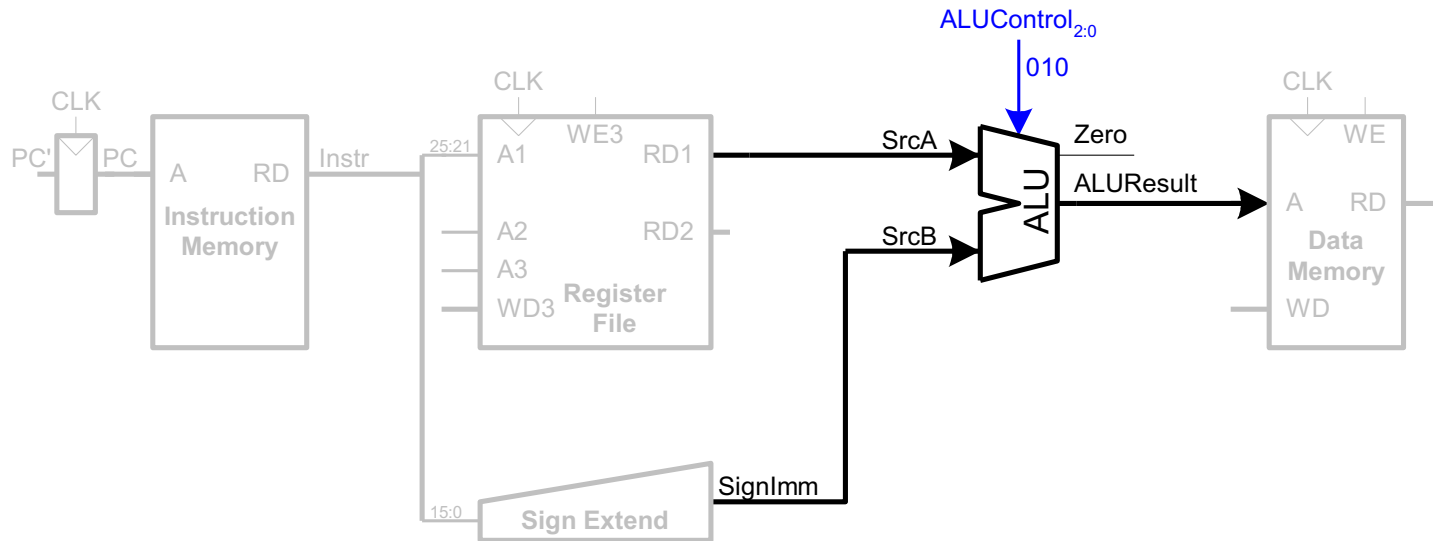 ALUControl2:0
010
CLK
CLK
CLK
PC'
PC
A
RD
Instr
Instruction
Memory
25:21
A1
WE3
RD1
A2
RD2
A3
WD3
Register
File
SrcA
SrcB
ALU
Zero
ALUResult
WE
A
RD
Data
Memory
WD
SignImm
15:0
Sign Extend